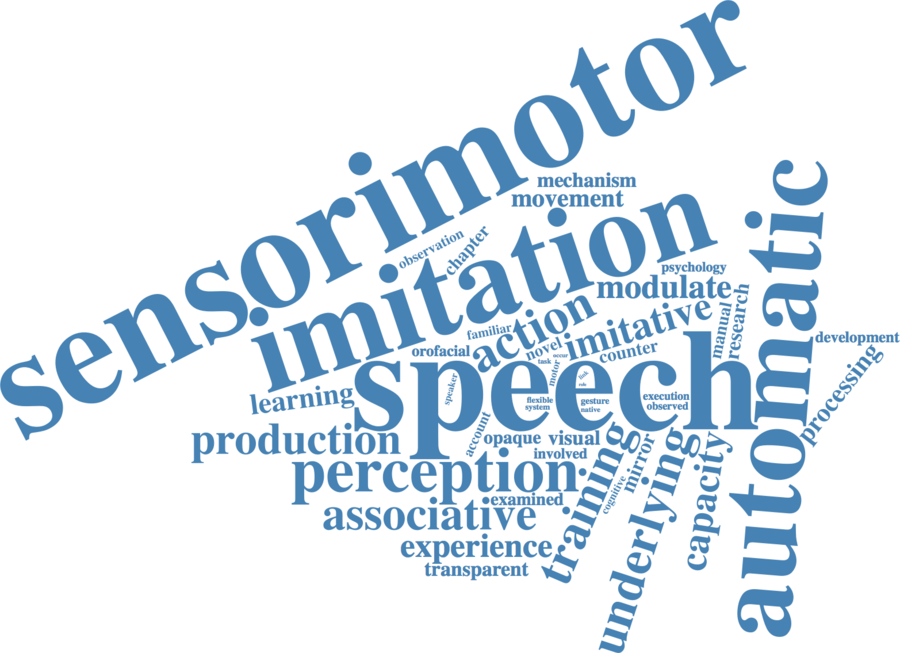 sensorimotor
mechanism
movement
automatic
observation
chapter
imitation
psychology
modulate
familiar
action
imitative
manual
research
orofacial
novel
occur
counter
development
task
motor
link
role
learning
speech
speaker
flexible
system
gesture
native
execution
observed
processing
production
account
opaque
visual
involved
perception
training
mirror
underlying
capacity
cognitive
examined
associative
experience
transparent